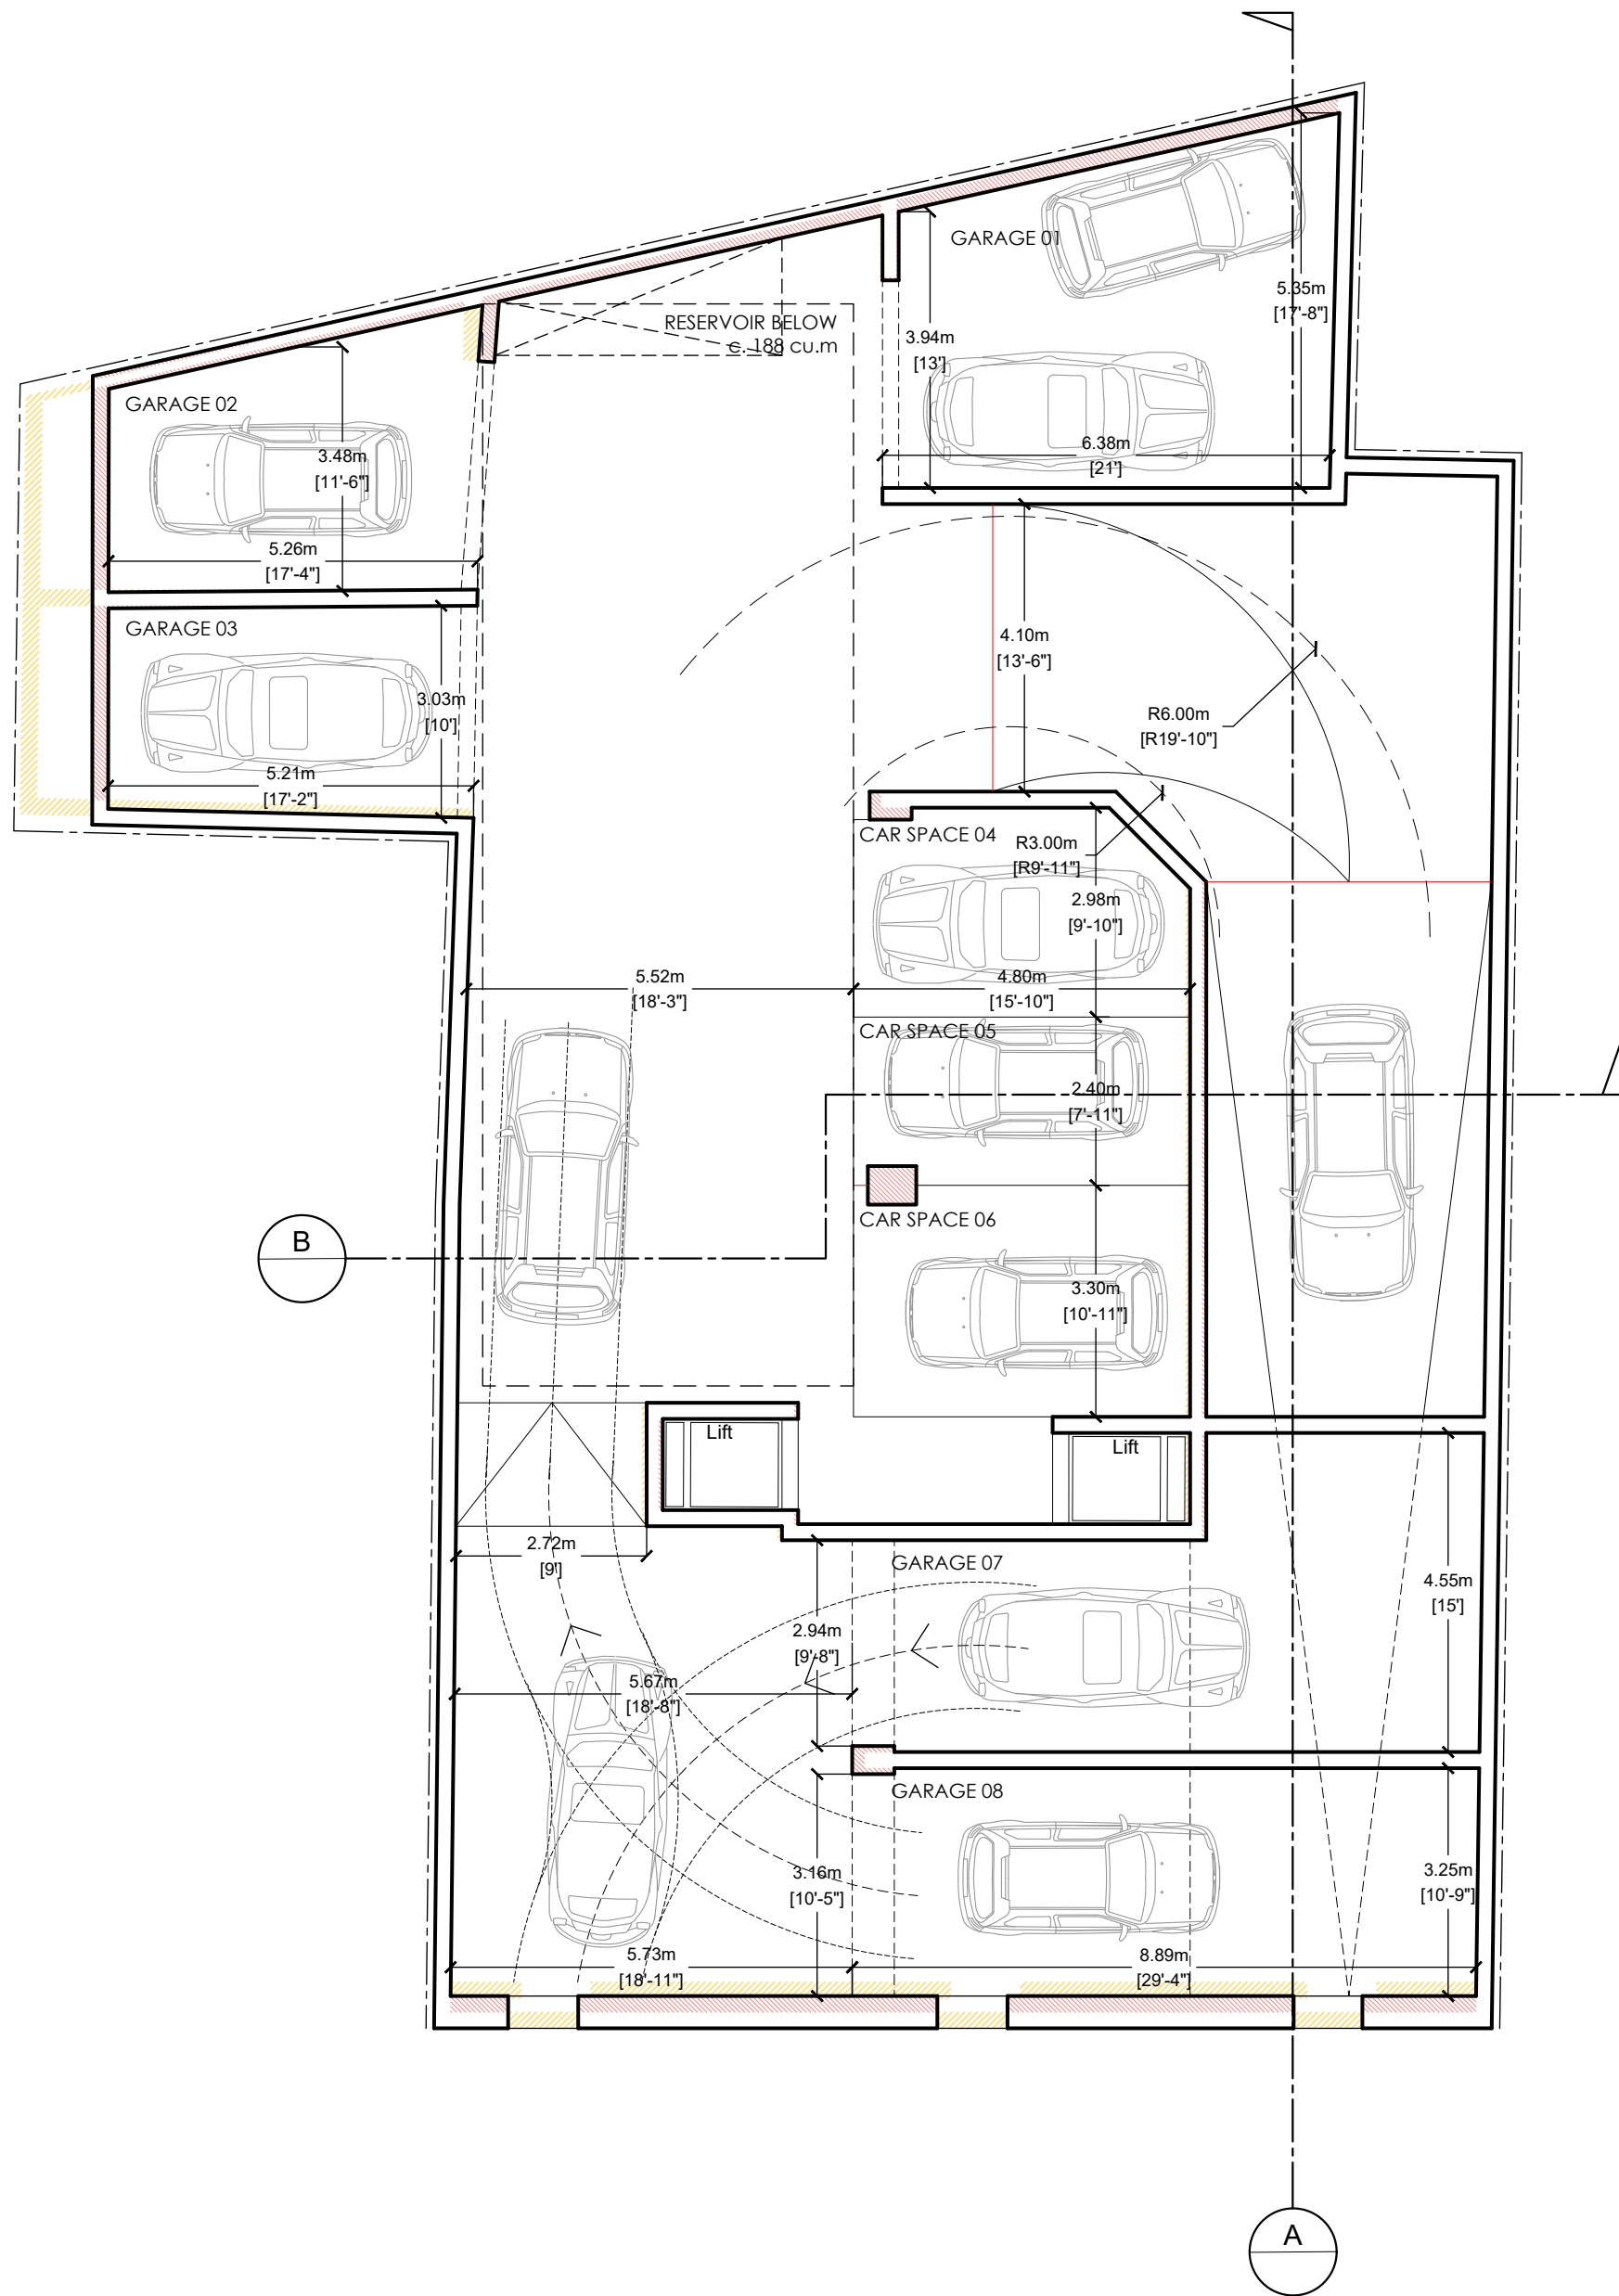 GARAGE 01
5.35m
[17'-8"]
RESERVOIR BELOW
c. 188 cu.m
3.94m
[13']
GARAGE 02
6.38m
[21']
3.48m
[11'-6"]
5.26m
[17'-4"]
GARAGE 03
4.10m
[13'-6"]
3.03m
[10']
R6.00m
[R19'-10"]
5.21m
[17'-2"]
CAR SPACE 04
R3.00m
[R9'-11"]
2.98m
[9'-10"]
5.52m
[18'-3"]
4.80m
[15'-10"]
CAR SPACE 05
2.40m
[7'-11"]
CAR SPACE 06
B
3.30m
[10'-11"]
Lift
Lift
2.72m
[9']
GARAGE 07
4.55m
[15']
2.94m
[9'-8"]
5.67m
[18'-8"]
GARAGE 08
3.16m
[10'-5"]
3.25m
[10'-9"]
5.73m
[18'-11"]
8.89m
[29'-4"]
A